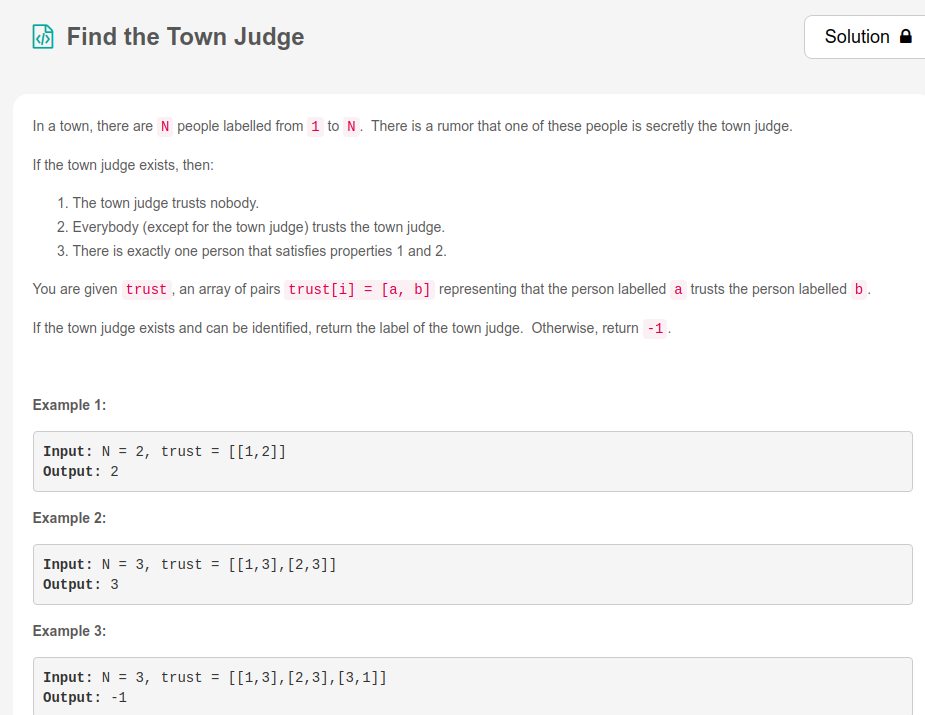 Find the Town Judge
Solution
In a town, there are N people labelled from 1 to N. There is a rumor that one of these people is secretly the town judge.
If the town judge exists, then:
1. The town judge trusts nobody.
2. Everybody (except for the town judge) trusts the town judge.
3. There is exactly one person that satisfies properties 1 and 2.
You are given trust, an array of pairs trust[i] = [a, b] representing that the person labelled a trusts the person labelled b.
If the town judge exists and can be identified, return the label of the town judge. Otherwise, return -1.
Example 1:
Input: N = 2, trust = [[1,2]]
Output: 2
Example 2:
Input: N = 3, trust = [[1,3],[2,3]]
Output: 3
Example 3:
Input: N = 3, trust = [[1,3],[2,3],[3,1]]
Output: -1